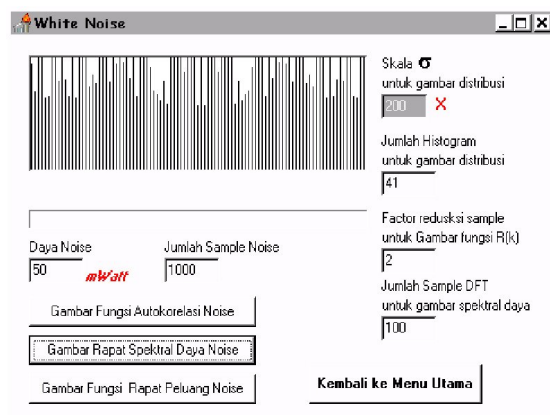 White Noise
Skala σ
untuk gambar distribusi
200 X
Jumlah Histogram
untuk gambar distribusi
41
Factor reduksksi sample
untuk Gambar fungsi R(k)
2
Jumlah Sample DFT
untuk gambar spektral daya
100
Daya Noise
50 mWatt
Jumlah Sample Noise
1000
Gambar Fungsi Autokorelasi Noise
Gambar Rapat Spektral Daya Noise
Gambar Fungsi Rapat Peluang Noise
Kembali ke Menu Utama